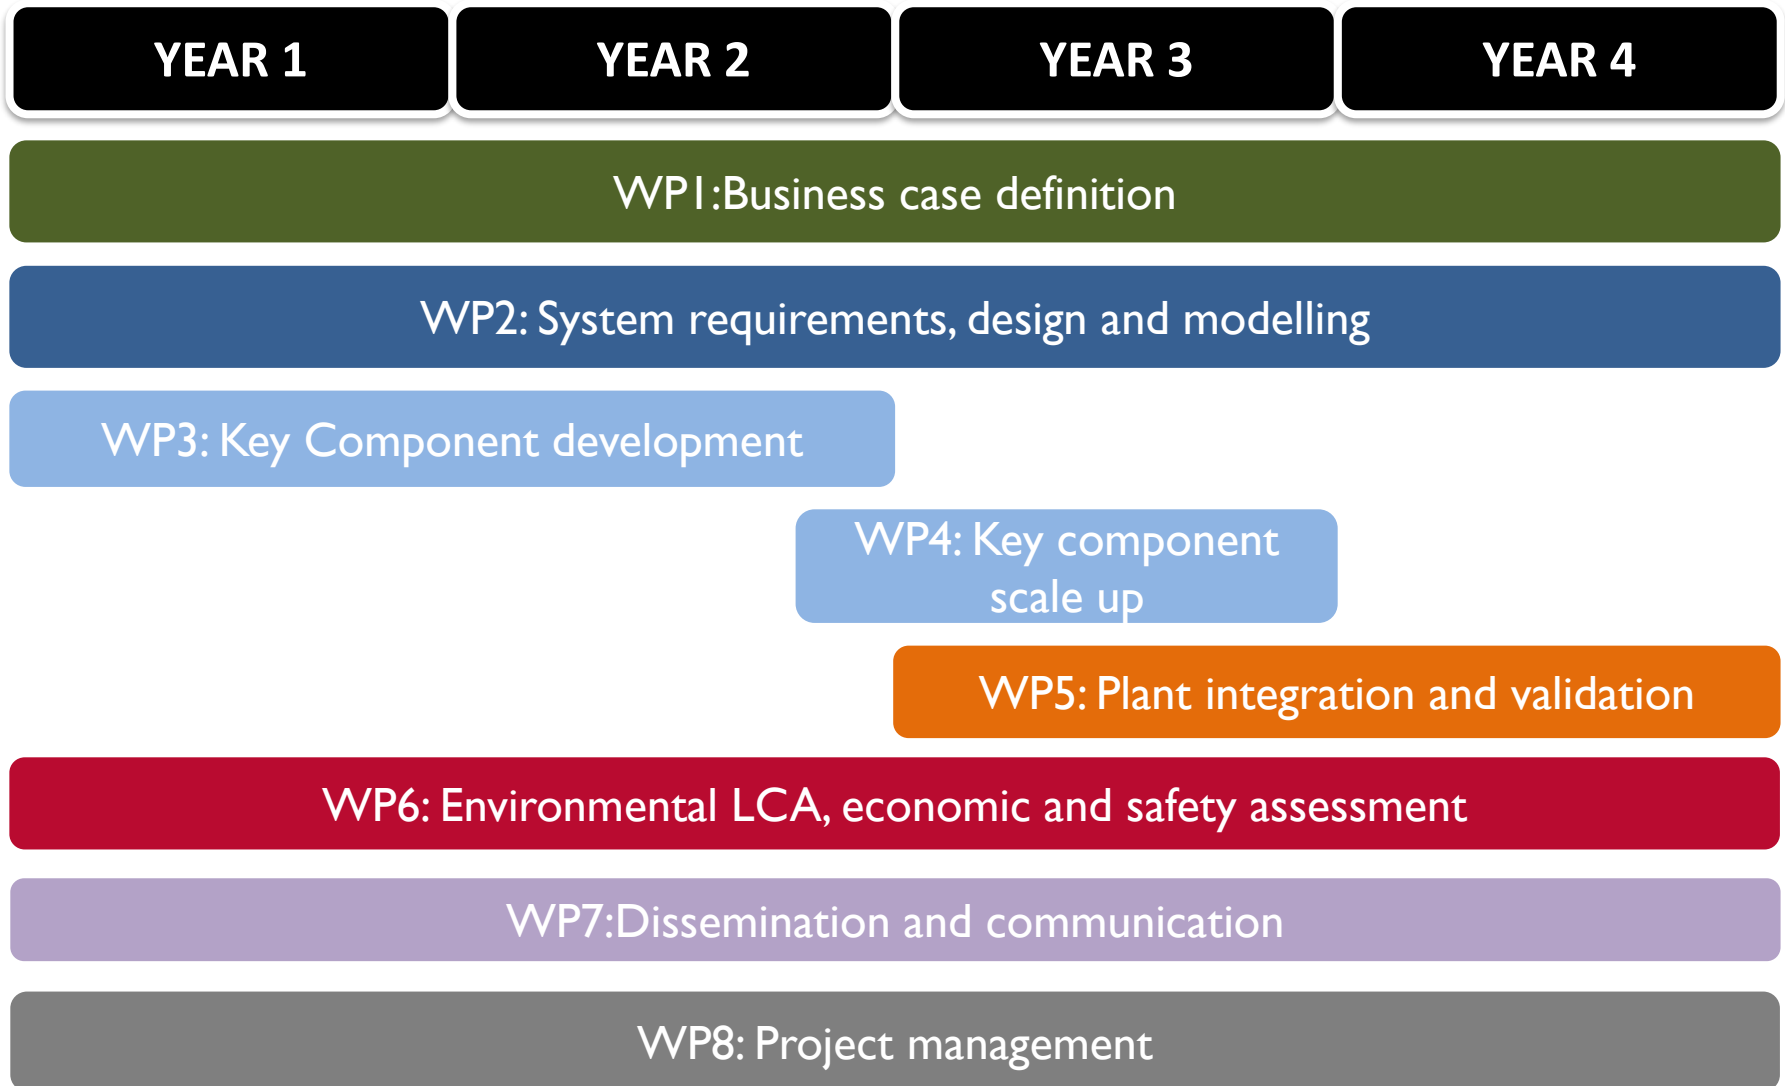 YEAR 1
YEAR 2
YEAR 3
YEAR 4
WP1:Business case definition
WP2: System requirements, design and modelling
WP3: Key Component development
WP4: Key component
scale up
WP5: Plant integration and validation
WP6: Environmental LCA, economic and safety assessment
WP7:Dissemination and communication
WP8: Project management